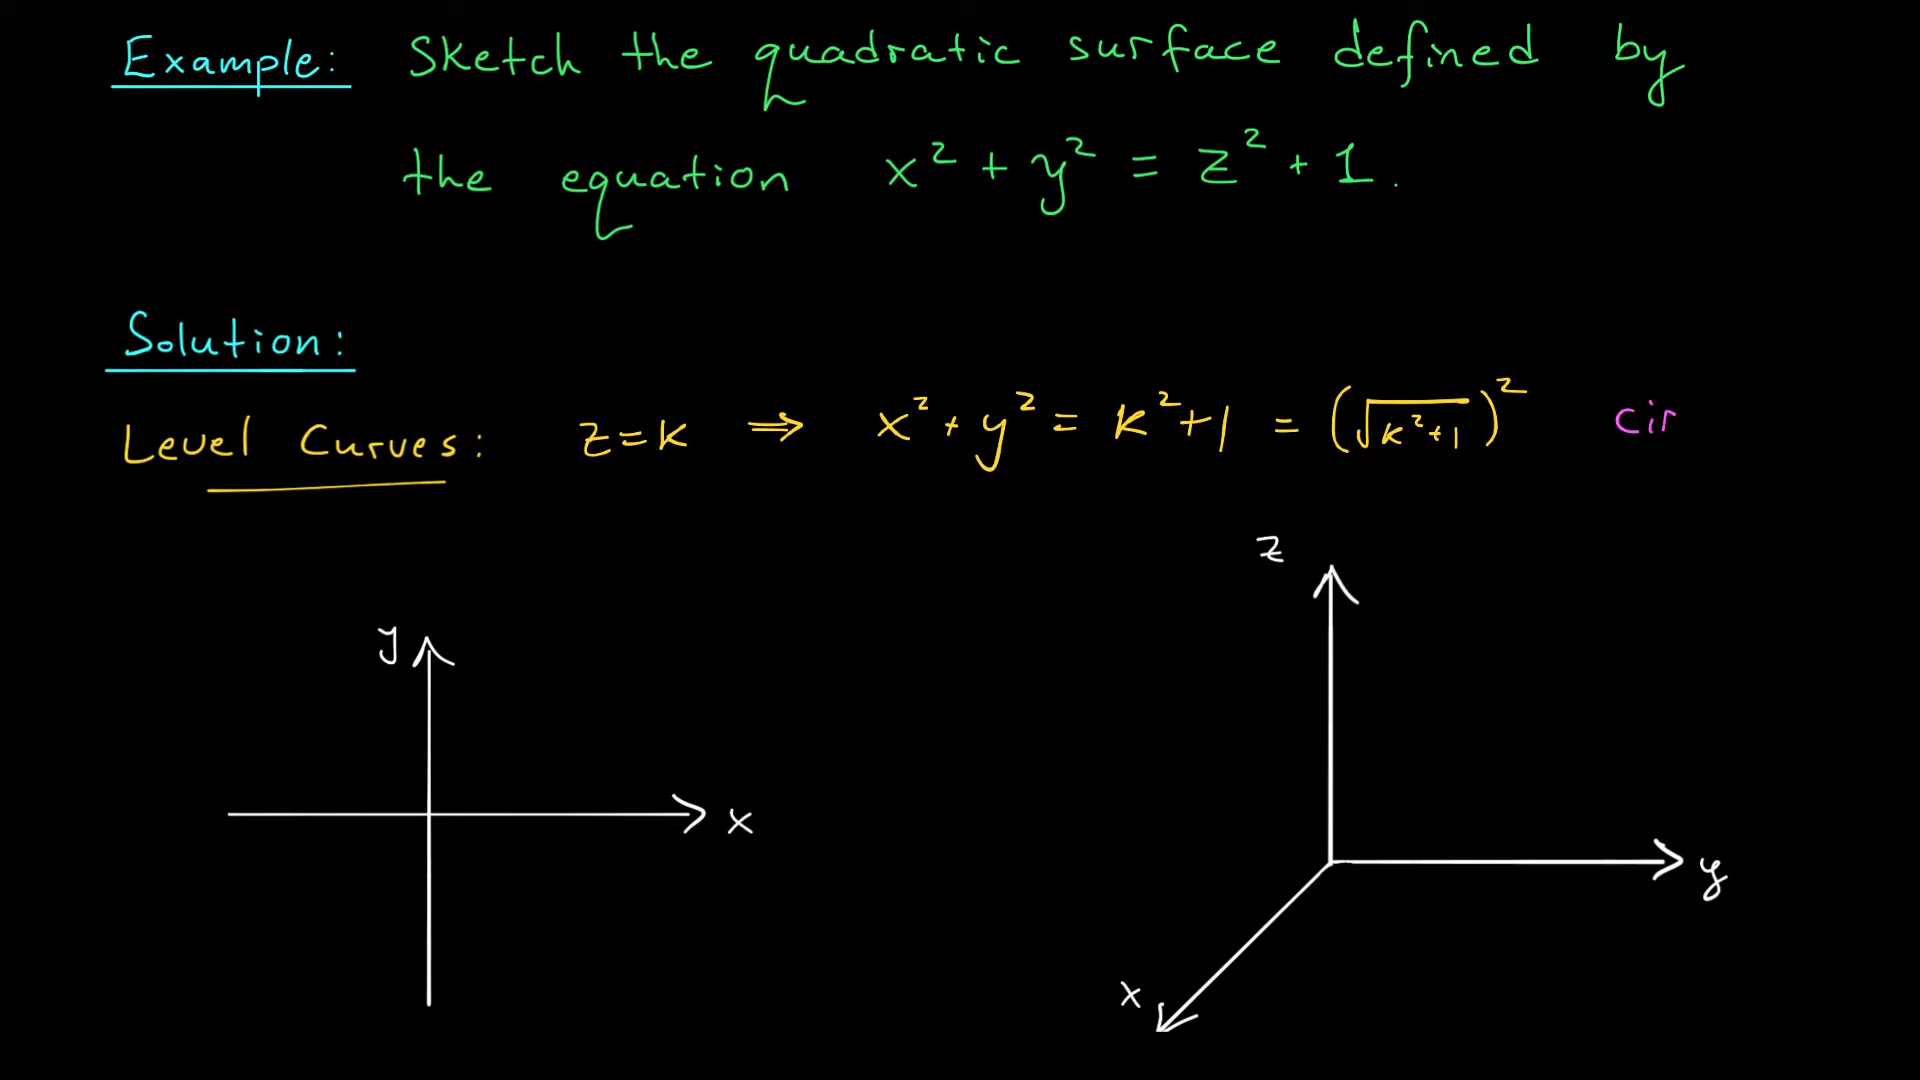 Example: Sketch the quadratic surface defined by
the equation x² + y² = z² + 1.
Solution:
Level Curves: z=k ⇒ x² + y² = k²+1 = (√(k²+1))² cir
z
y
x
y
x